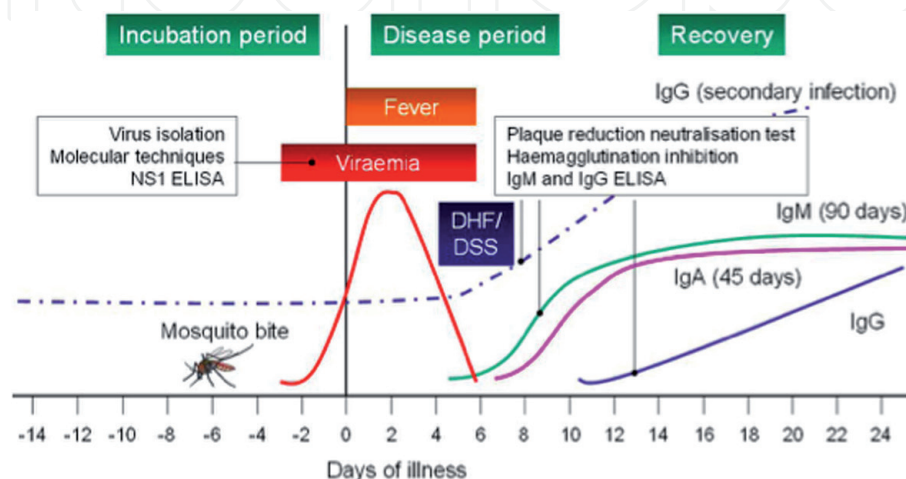 Incubation period
Disease period
Recovery
IgG (secondary infection)
Fever
Virus isolation
Molecular techniques
NS1 ELISA
Viraemia
Plaque reduction neutralisation test
Haemagglutination inhibition
IgM and IgG ELISA
DHF/
DSS
IgM (90 days)
IgA (45 days)
IgG
Mosquito bite
-14 -12 -10 -8 -6 -4 -2 0 2 4 6 8 10 12 14 16 18 20 22 24
Days of illness